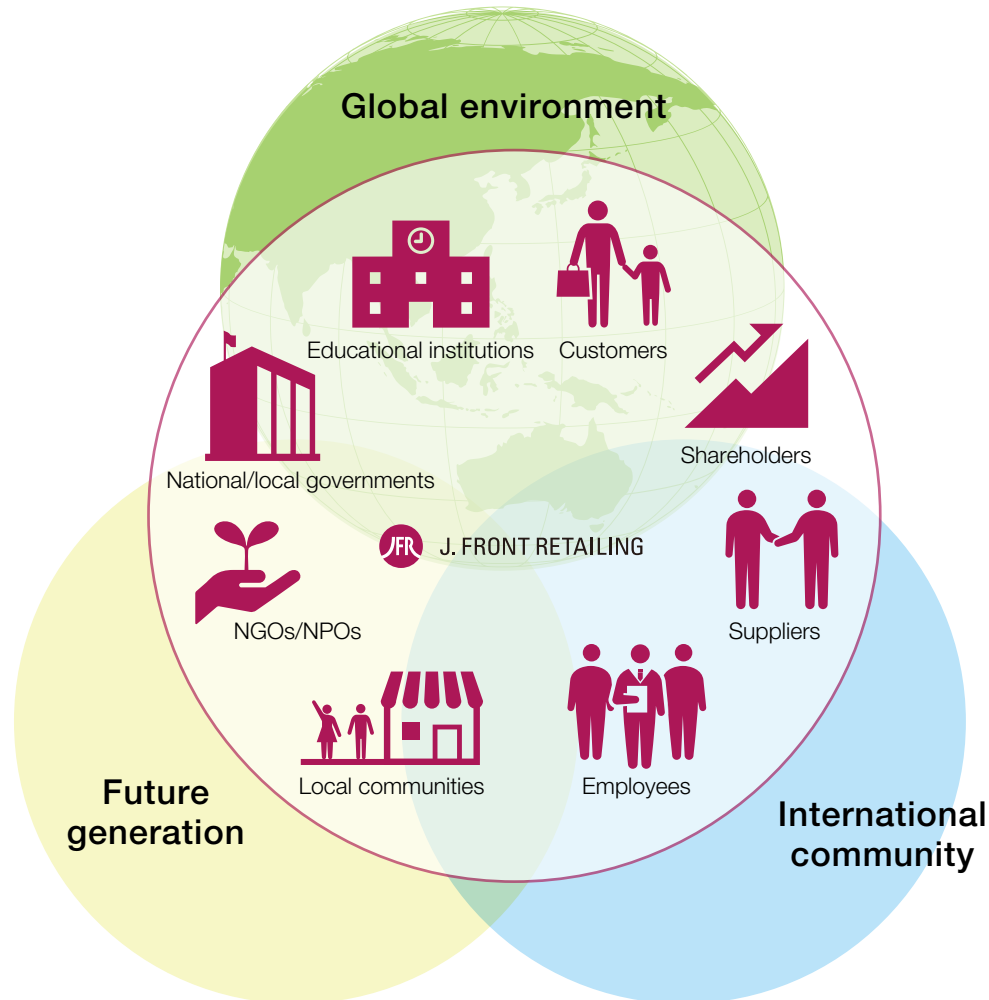 Global environment
Educational institutions
Customers
Shareholders
National/local governments
JFR J. FRONT RETAILING
NGOs/NPOs
Suppliers
Local communities
Employees
Future
generation
International
community